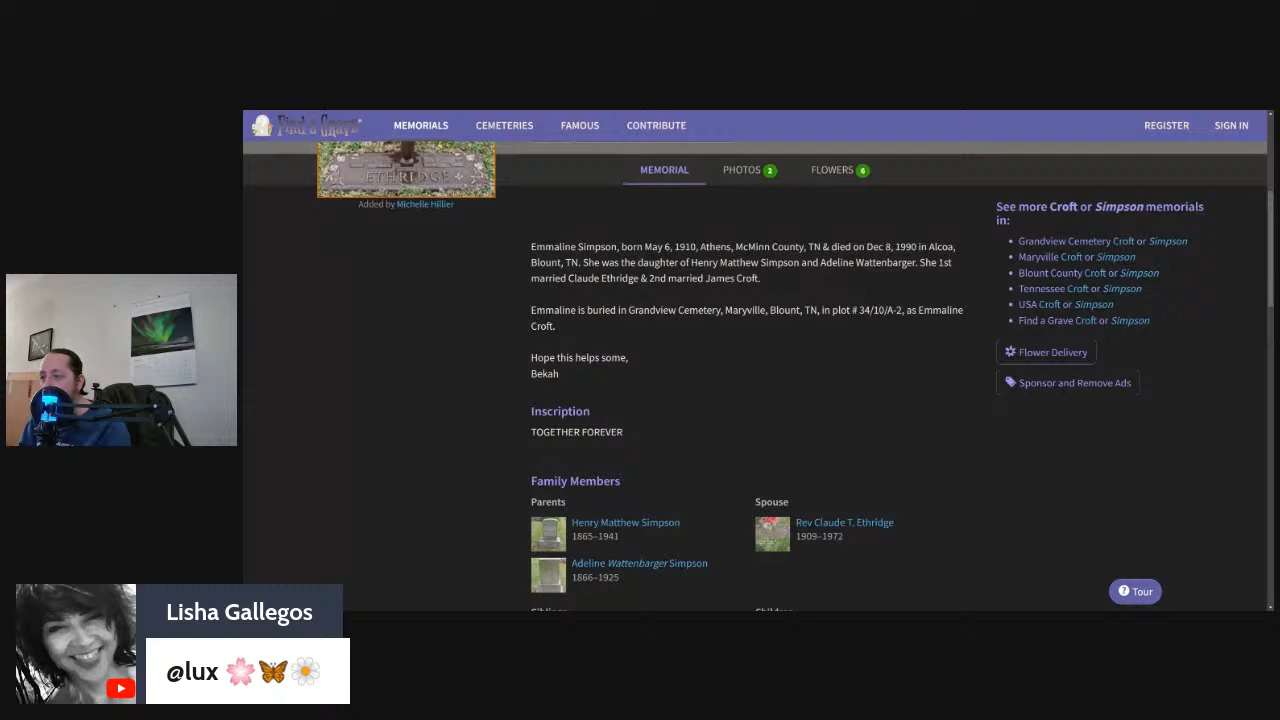 Find a Grave
MEMORIALS
CEMETERIES
FAMOUS
CONTRIBUTE
REGISTER
SIGN IN
ETHRIDGE
Added by Michelle Hillier
MEMORIAL
PHOTOS 2
FLOWERS 6
Emmaline Simpson, born May 6, 1910, Athens, McMinn County, TN & died on Dec 8, 1990 in Alcoa,
Blount, TN. She was the daughter of Henry Matthew Simpson and Adeline Wattenbarger. She 1st
married Claude Ethridge & 2nd married James Croft.
Emmaline is buried in Grandview Cemetery, Maryville, Blount, TN, in plot # 34/10/A-2, as Emmaline
Croft.
Hope this helps some,
Bekah
Inscription
TOGETHER FOREVER
Family Members
Parents
Henry Matthew Simpson
1865–1941
Adeline Wattenbarger Simpson
1866–1925
Spouse
Rev Claude T. Ethridge
1909–1972
See more Croft or Simpson memorials
in:
Grandview Cemetery Croft or Simpson
Maryville Croft or Simpson
Blount County Croft or Simpson
Tennessee Croft or Simpson
USA Croft or Simpson
Find a Grave Croft or Simpson
Flower Delivery
Sponsor and Remove Ads
Tour
Lisha Gallegos
@lux 🌸🦋🌼